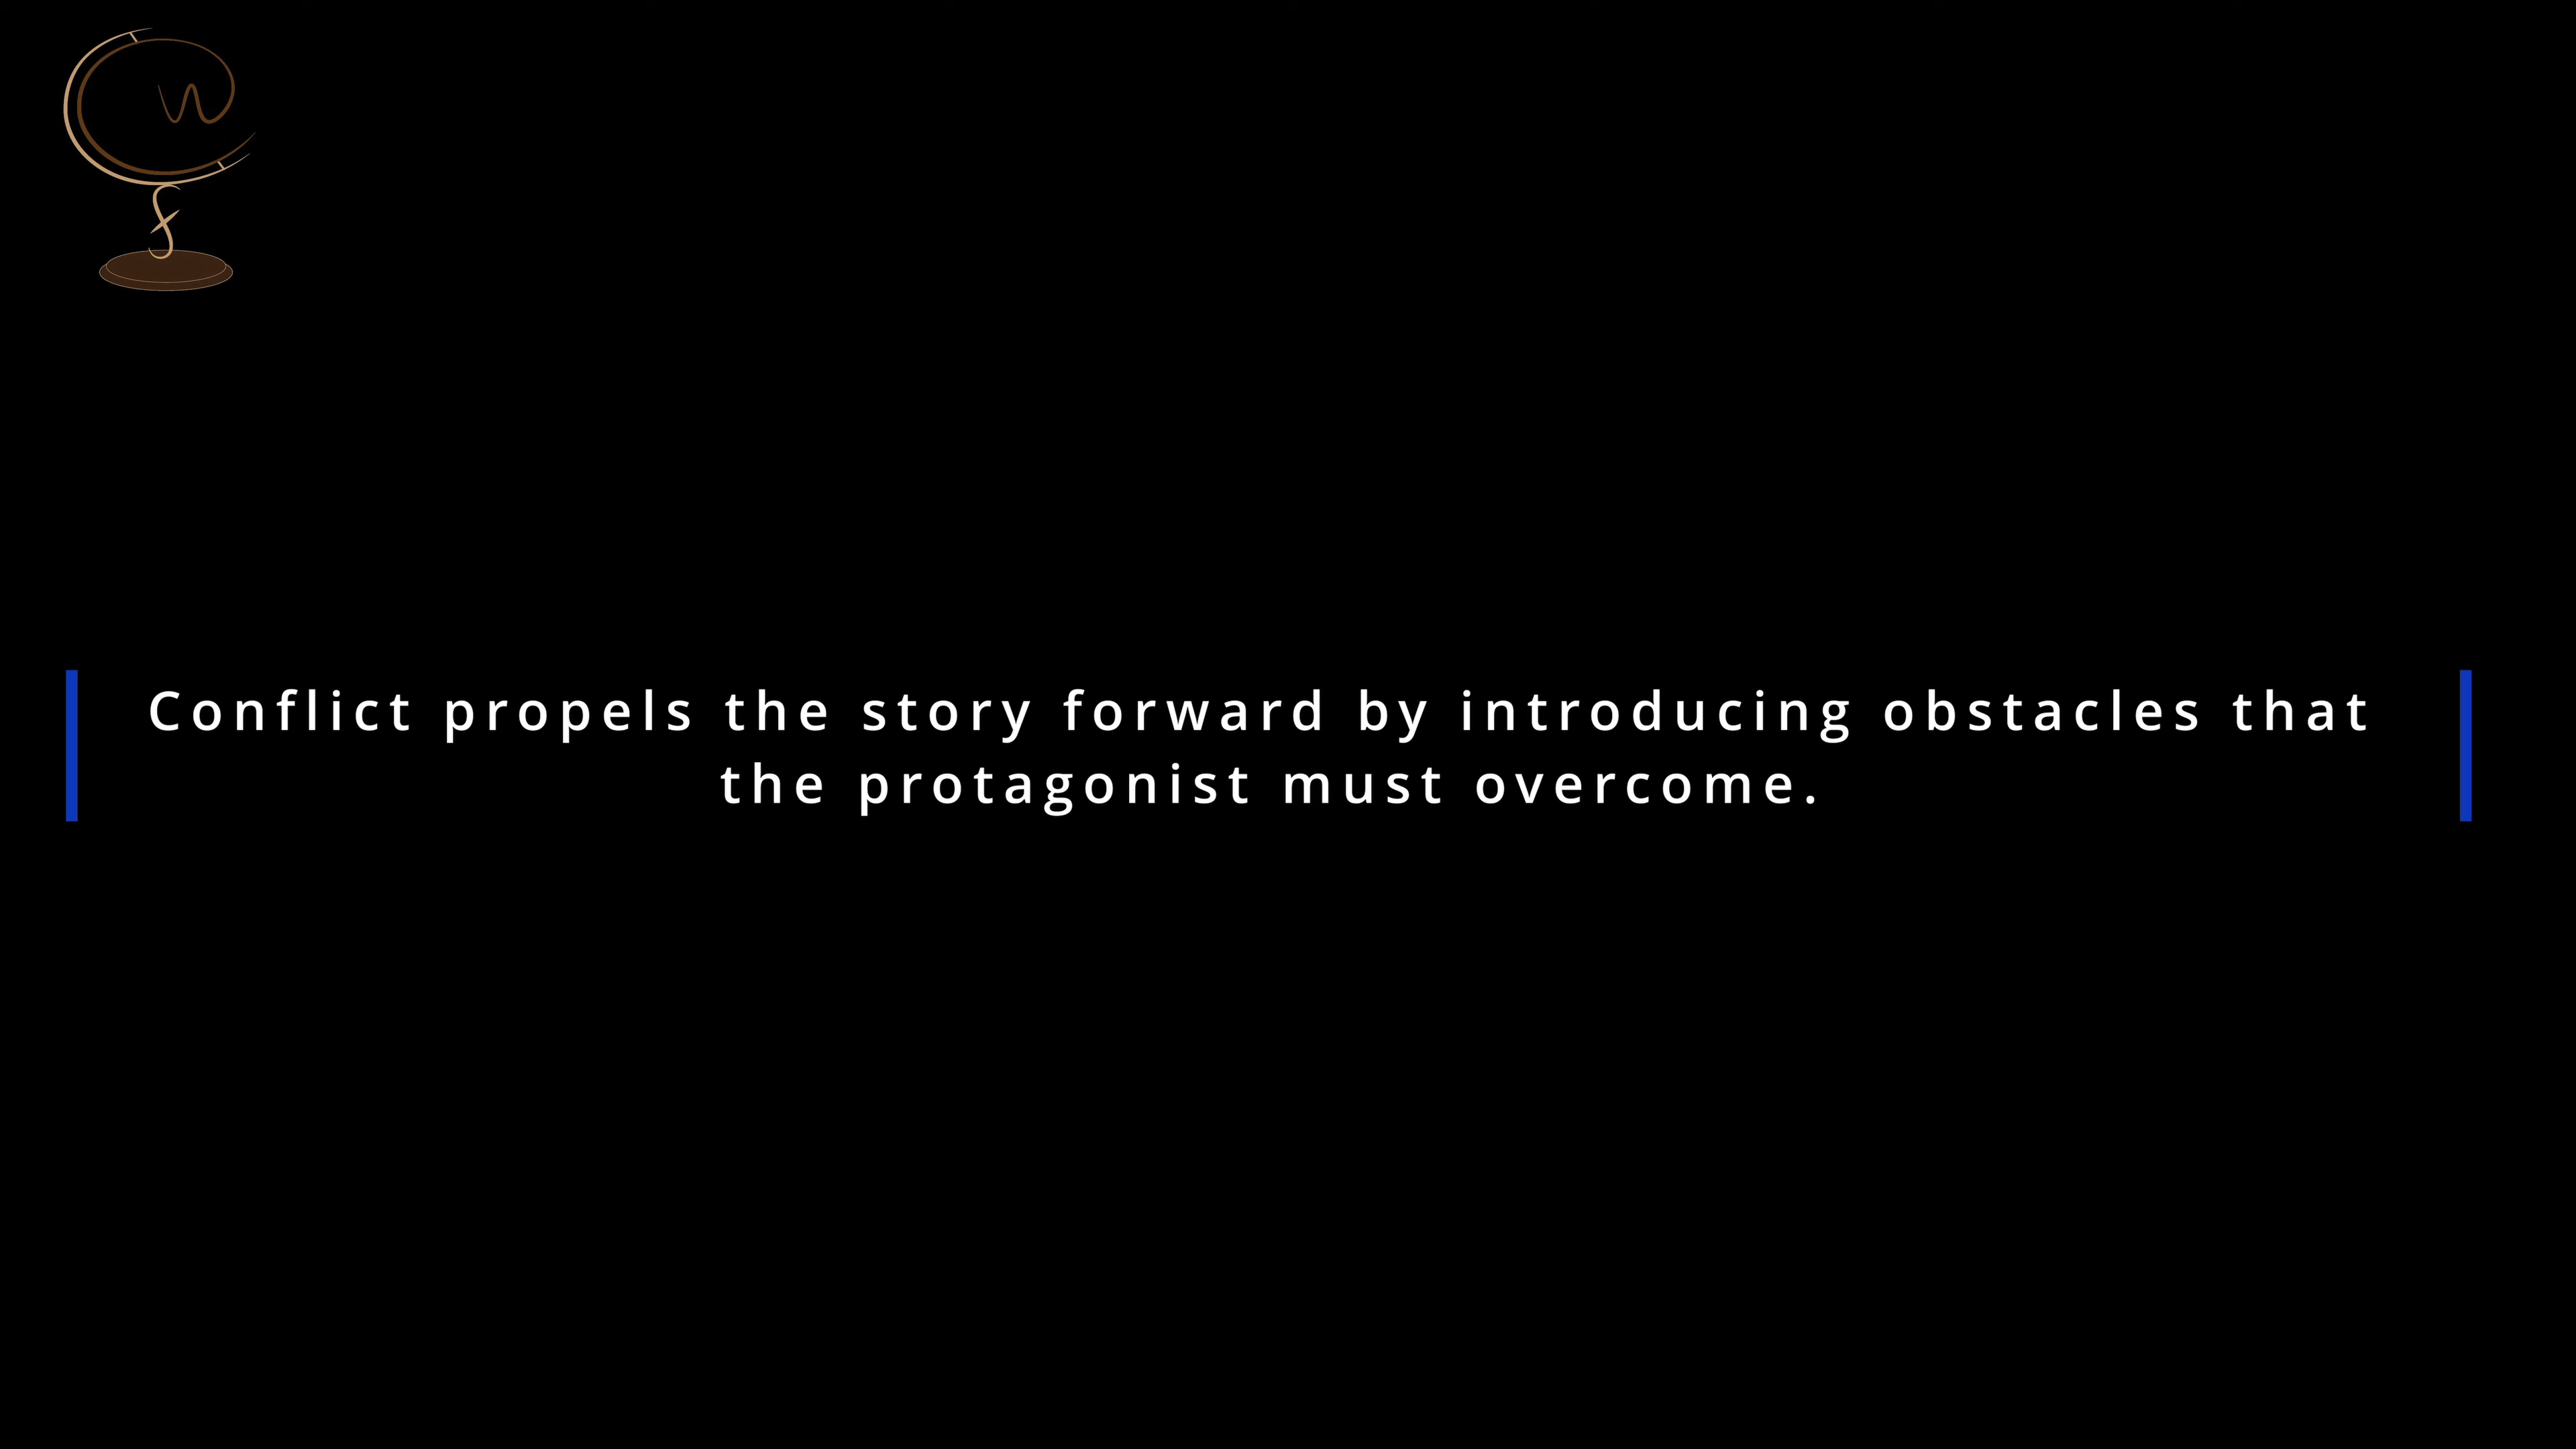 Conflict propels the story forward by introducing obstacles that
the protagonist must overcome.